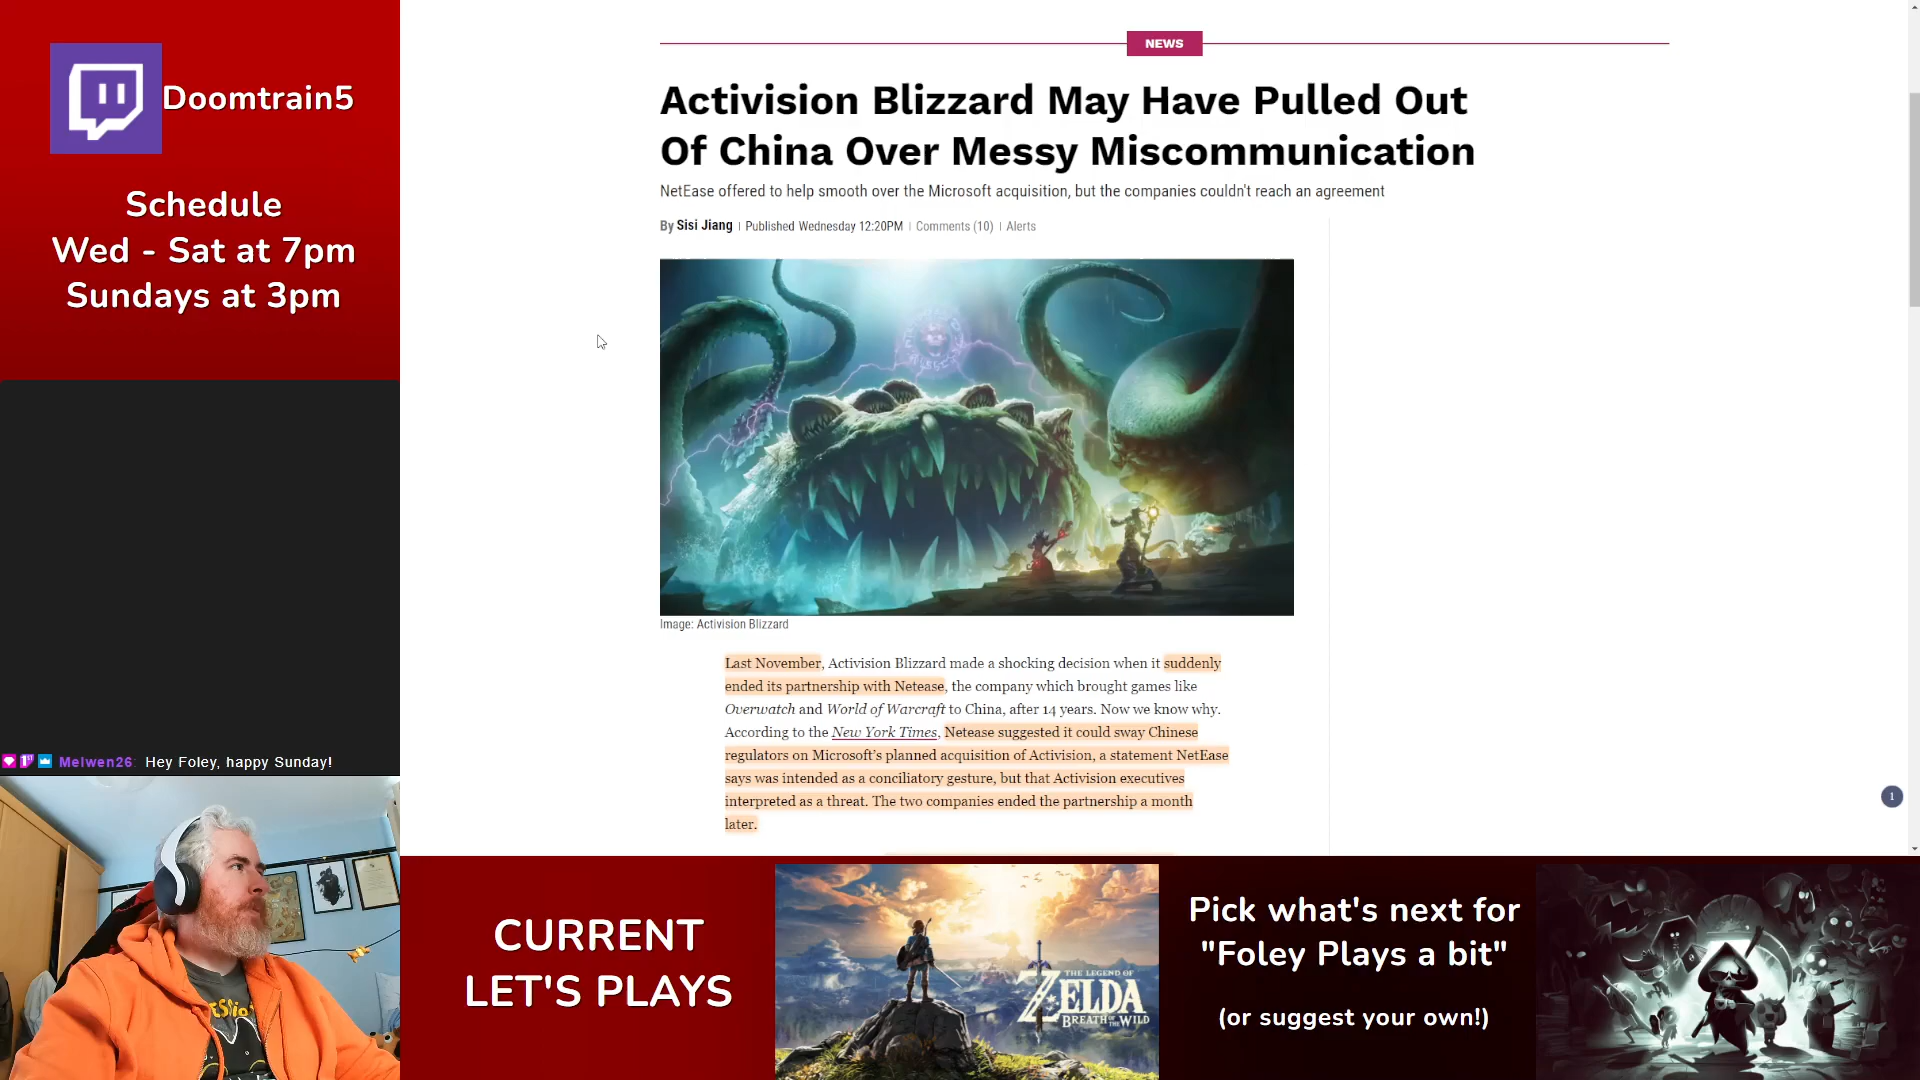 Doomtrain5
Schedule
Wed - Sat at 7pm
Sundays at 3pm
Melwen26: Hey Foley, happy Sunday!
NEWS
Activision Blizzard May Have Pulled Out
Of China Over Messy Miscommunication
NetEase offered to help smooth over the Microsoft acquisition, but the companies couldn't reach an agreement
By Sisi Jiang | Published Wednesday 12:20PM | Comments (10) | Alerts
Image: Activision Blizzard
Last November, Activision Blizzard made a shocking decision when it suddenly
ended its partnership with Netease, the company which brought games like
Overwatch and World of Warcraft to China, after 14 years. Now we know why.
According to the New York Times, Netease suggested it could sway Chinese
regulators on Microsoft's planned acquisition of Activision, a statement NetEase
says was intended as a conciliatory gesture, but that Activision executives
interpreted as a threat. The two companies ended the partnership a month
later.
1
CURRENT
LET'S PLAYS
THE LEGEND OF
ZELDA
BREATH OF THE WILD
Pick what's next for
"Foley Plays a bit"
(or suggest your own!)